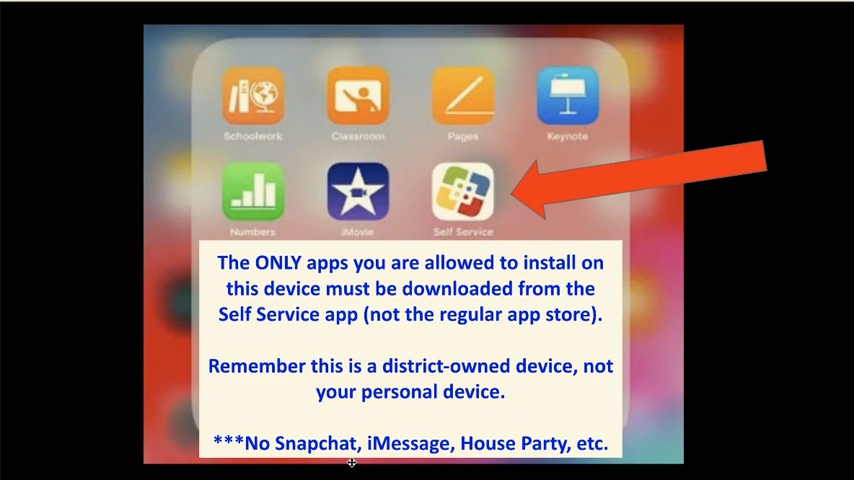 Schoolwork Classroom Pages Keynote
Numbers iMovie Self Service
The ONLY apps you are allowed to install on
this device must be downloaded from the
Self Service app (not the regular app store).
Remember this is a district-owned device, not
your personal device.
***No Snapchat, iMessage, House Party, etc.